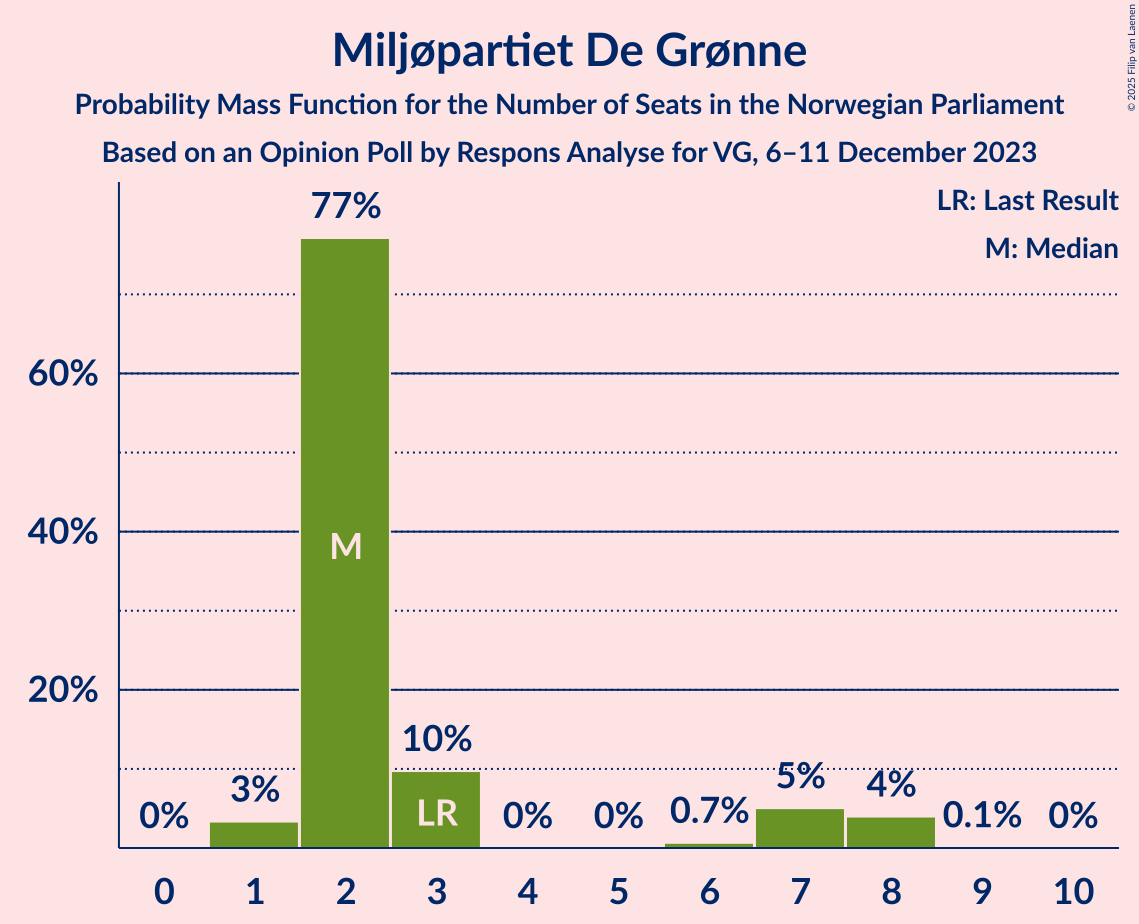 Miljøpartiet De Grønne
Probability Mass Function for the Number of Seats in the Norwegian Parliament
Based on an Opinion Poll by Respons Analyse for VG, 6–11 December 2023
© 2025 Filip van Laenen
LR: Last Result
M: Median
77%
60%
40%
20%
M
LR
0%
3%
10%
0%
0%
0.7%
5%
4%
0.1%
0%
0 1 2 3 4 5 6 7 8 9 10